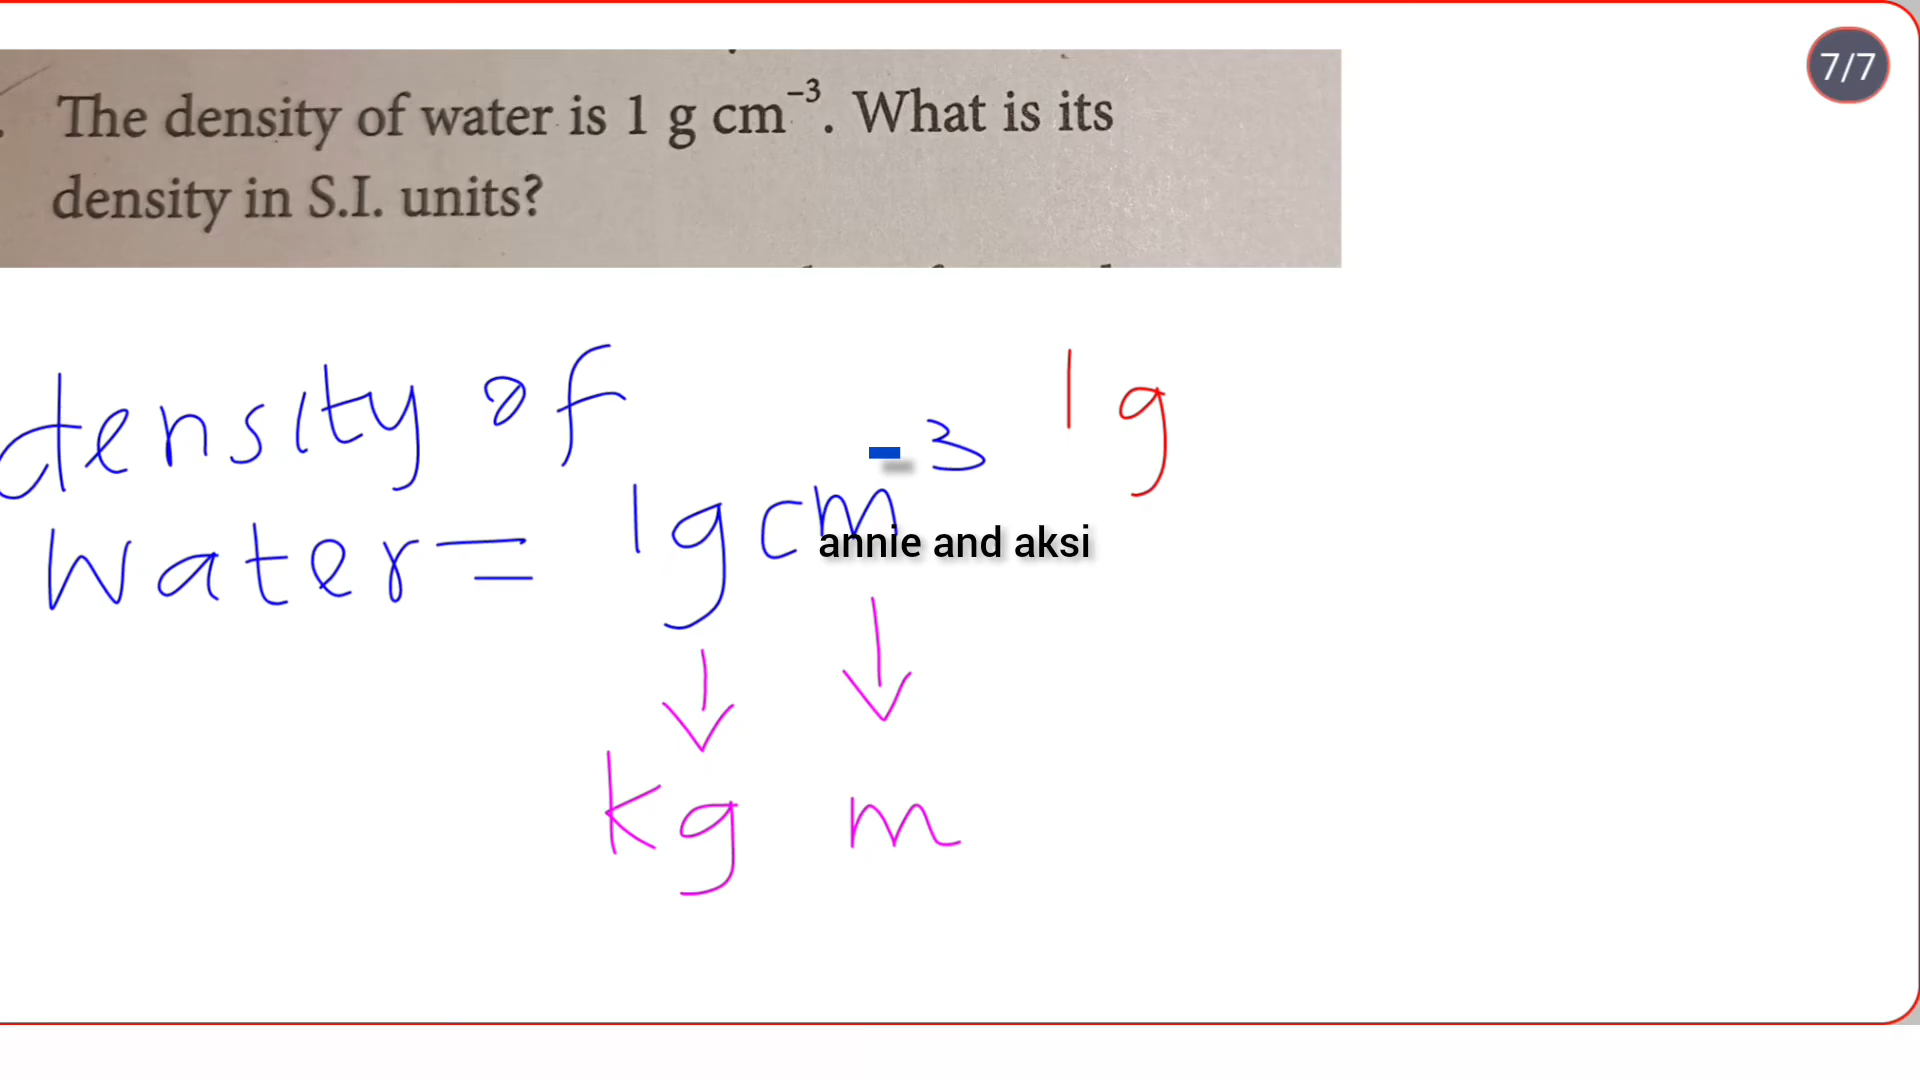 7/7
The density of water is 1 g cm⁻³. What is its
density in S.I. units?
density of
water = 1 g cm⁻³ 1 g
annie and aksi
kg m